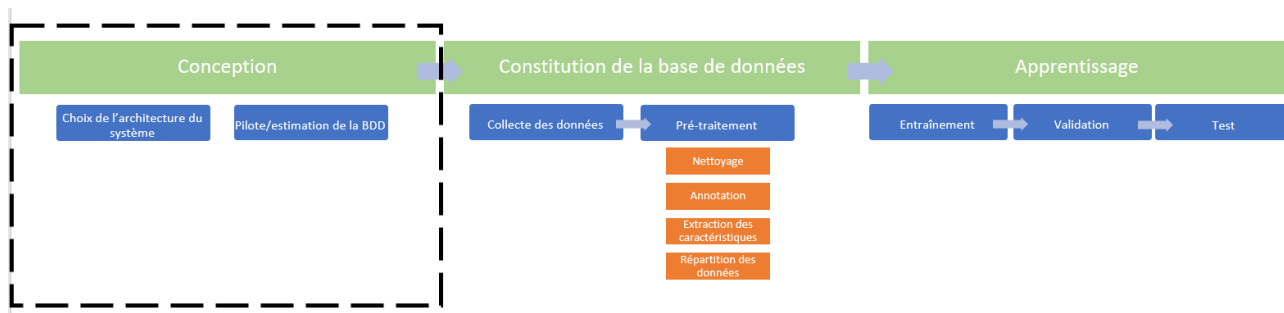 Conception
Constitution de la base de données
Apprentissage
Choix de l'architecture du
système
Pilote/estimation de la BDD
Collecte des données
Pré-traitement
Entraînement
Validation
Test
Nettoyage
Annotation
Extraction des
caractéristiques
Répartition des
données